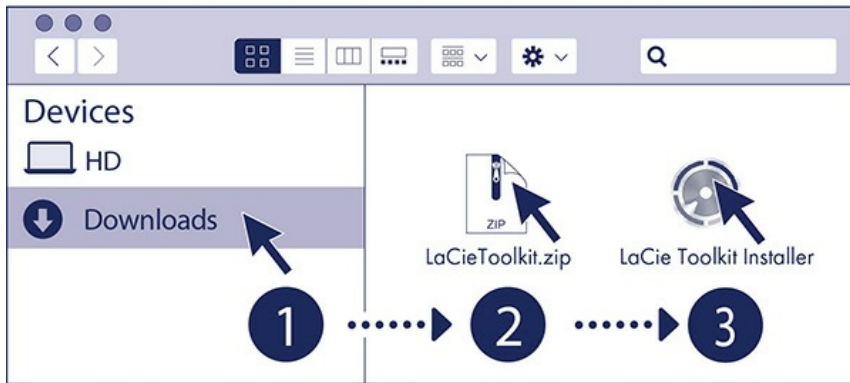 Devices
HD
Downloads
ZIP
LaCieToolkit.zip
LaCie Toolkit Installer
1
2
3